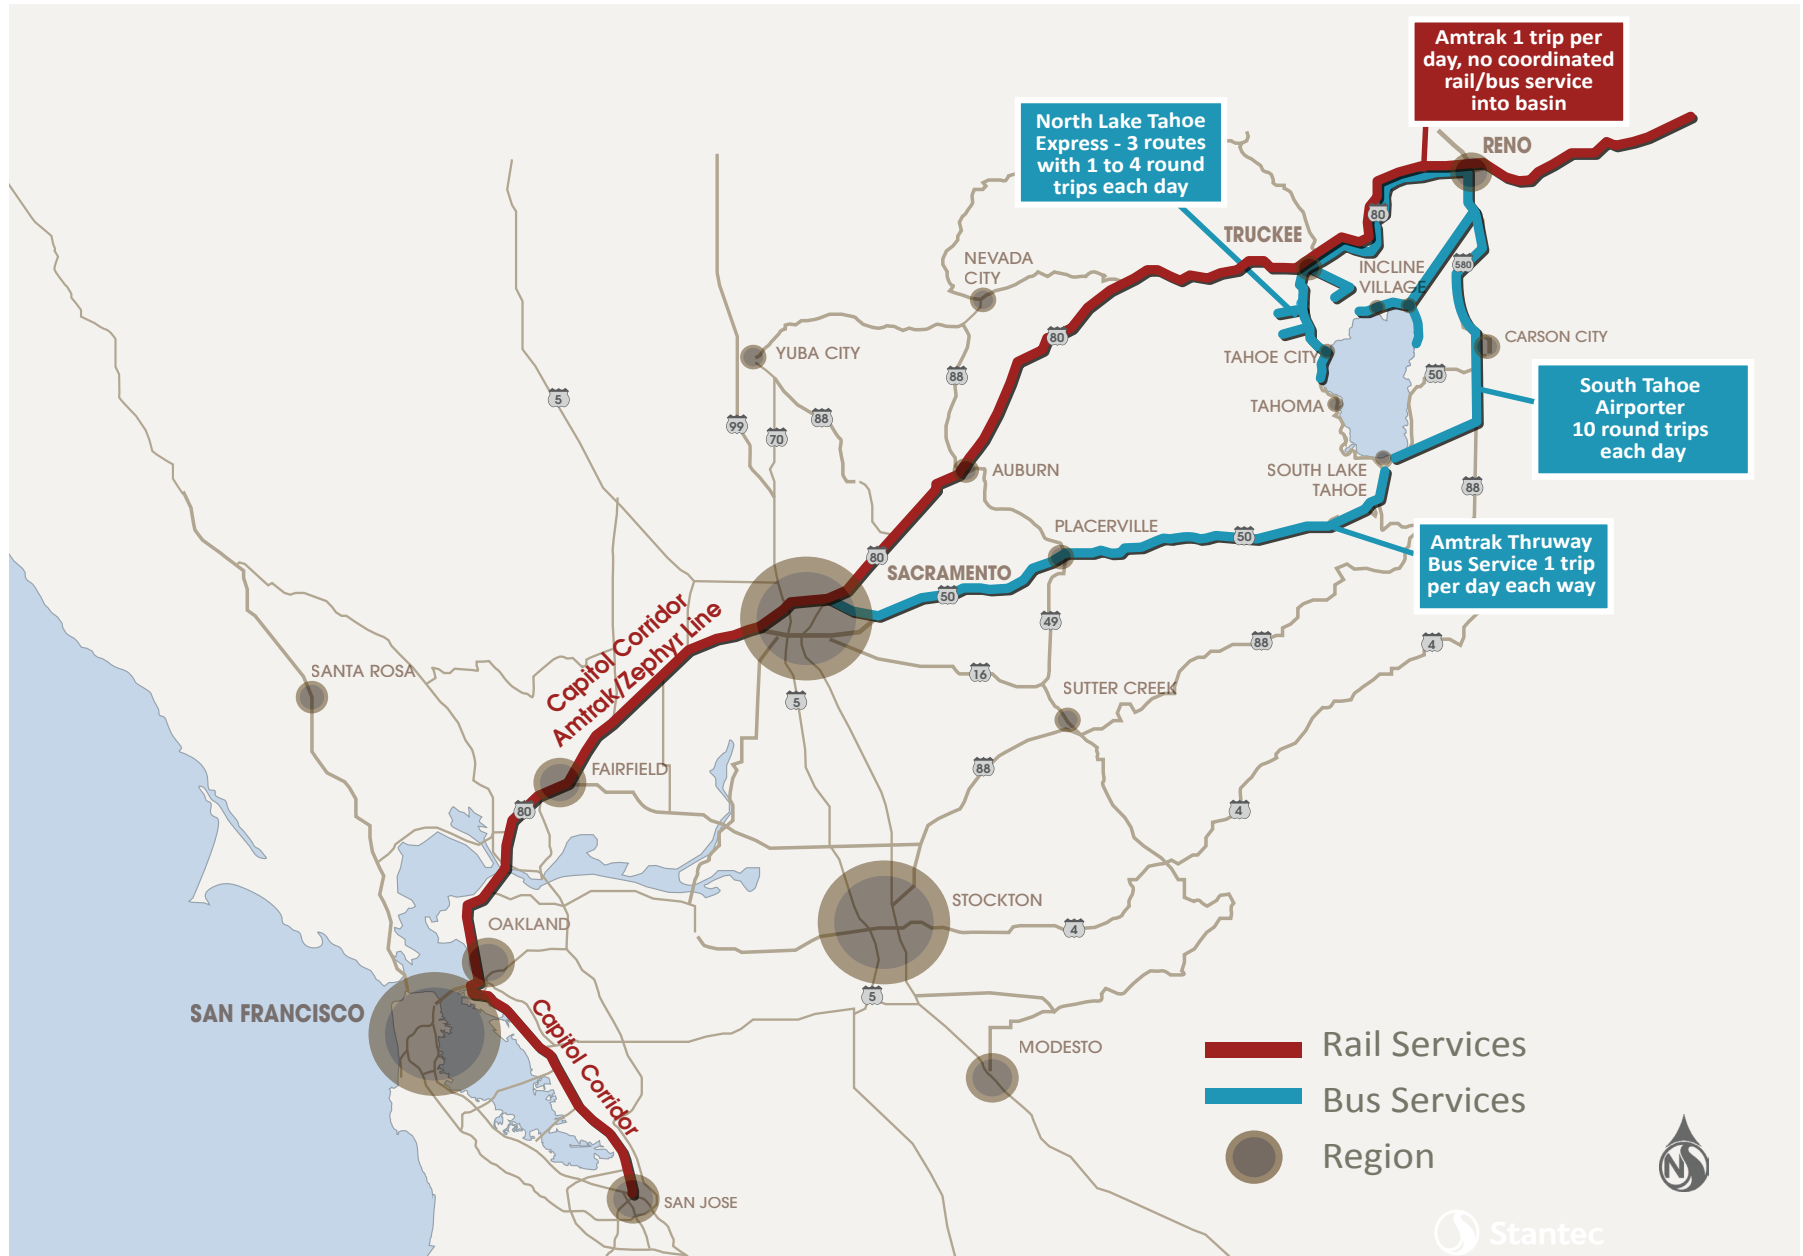 Amtrak 1 trip per
day, no coordinated
rail/bus service
into basin
North Lake Tahoe
Express - 3 routes
with 1 to 4 round
trips each day
RENO
80
TRUCKEE
NEVADA
CITY
INCLINE
VILLAGE
580
80
YUBA CITY
TAHOE CITY
CARSON CITY
88
50
5
South Tahoe
Airporter
10 round trips
each day
TAHOMA
99
88
70
AUBURN
SOUTH LAKE
TAHOE
88
PLACERVILLE
50
Amtrak Thruway
Bus Service 1 trip
per day each way
80
SACRAMENTO
50
49
88
4
Capitol Corridor
Amtrak/Zephyr Line
SANTA ROSA
16
5
SUTTER CREEK
FAIRFIELD
88
80
4
STOCKTON
OAKLAND
4
5
SAN FRANCISCO
Capitol Corridor
MODESTO
SAN JOSE
Rail Services
Bus Services
Region
N
Stantec